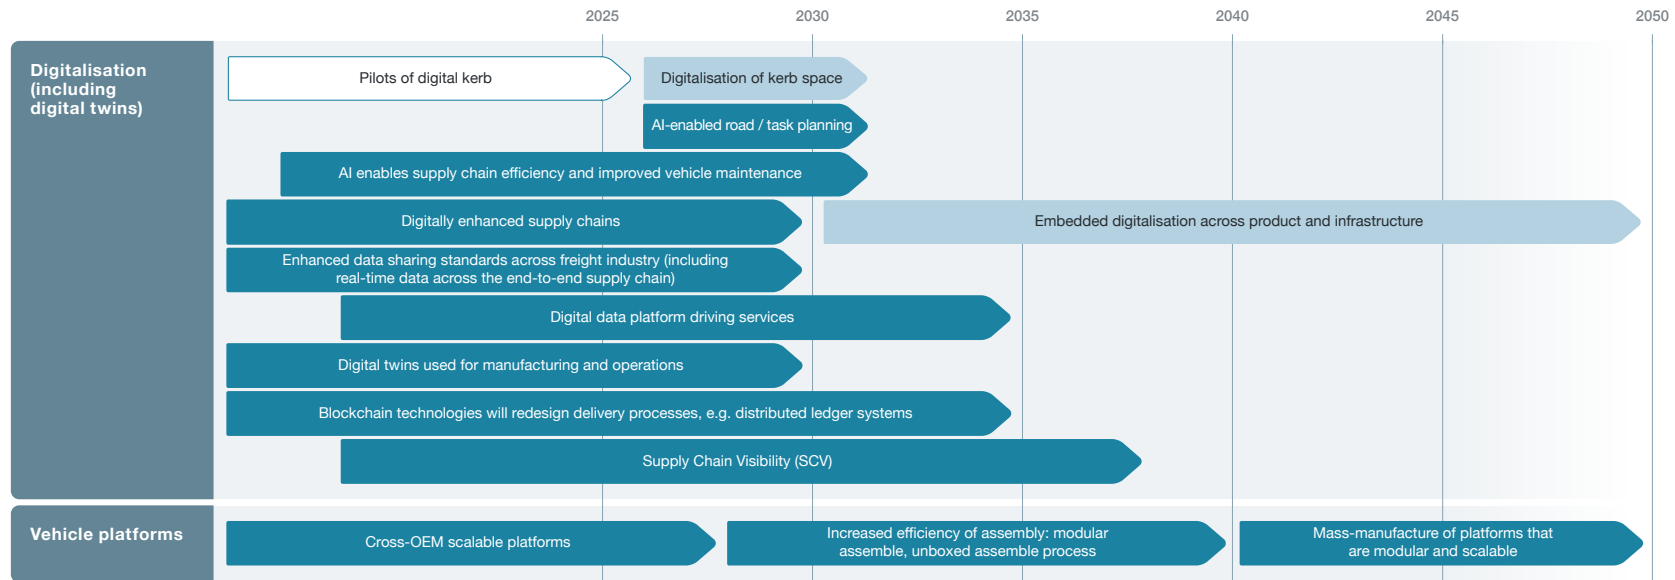 2025 2030 2035 2040 2045 2050
Digitalisation
(including
digital twins)
Pilots of digital kerb
Digitalisation of kerb space
AI-enabled road / task planning
AI enables supply chain efficiency and improved vehicle maintenance
Digitally enhanced supply chains
Embedded digitalisation across product and infrastructure
Enhanced data sharing standards across freight industry (including
real-time data across the end-to-end supply chain)
Digital data platform driving services
Digital twins used for manufacturing and operations
Blockchain technologies will redesign delivery processes, e.g. distributed ledger systems
Supply Chain Visibility (SCV)
Vehicle platforms
Cross-OEM scalable platforms
Increased efficiency of assembly: modular
assemble, unboxed assemble process
Mass-manufacture of platforms that
are modular and scalable